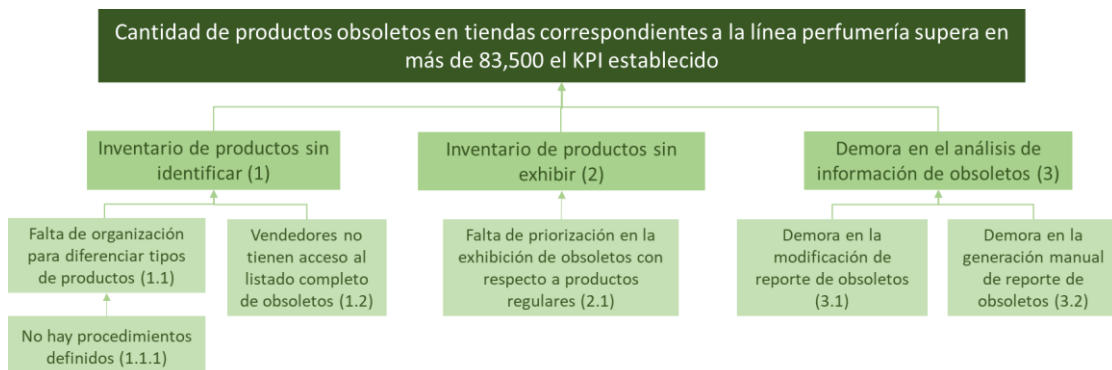 Cantidad de productos obsoletos en tiendas correspondientes a la línea perfumería supera en
más de 83,500 el KPI establecido
Inventario de productos sin
identificar (1)
Inventario de productos sin
exhibir (2)
Demora en el análisis de
información de obsoletos (3)
Falta de organización
para diferenciar tipos
de productos (1.1)
Vendedores no
tienen acceso al
listado completo
de obsoletos (1.2)
Falta de priorización en la
exhibición de obsoletos con
respecto a productos
regulares (2.1)
Demora en la
modificación de
reporte de obsoletos
(3.1)
Demora en la
generación manual
de reporte de
obsoletos (3.2)
No hay procedimientos
definidos (1.1.1)